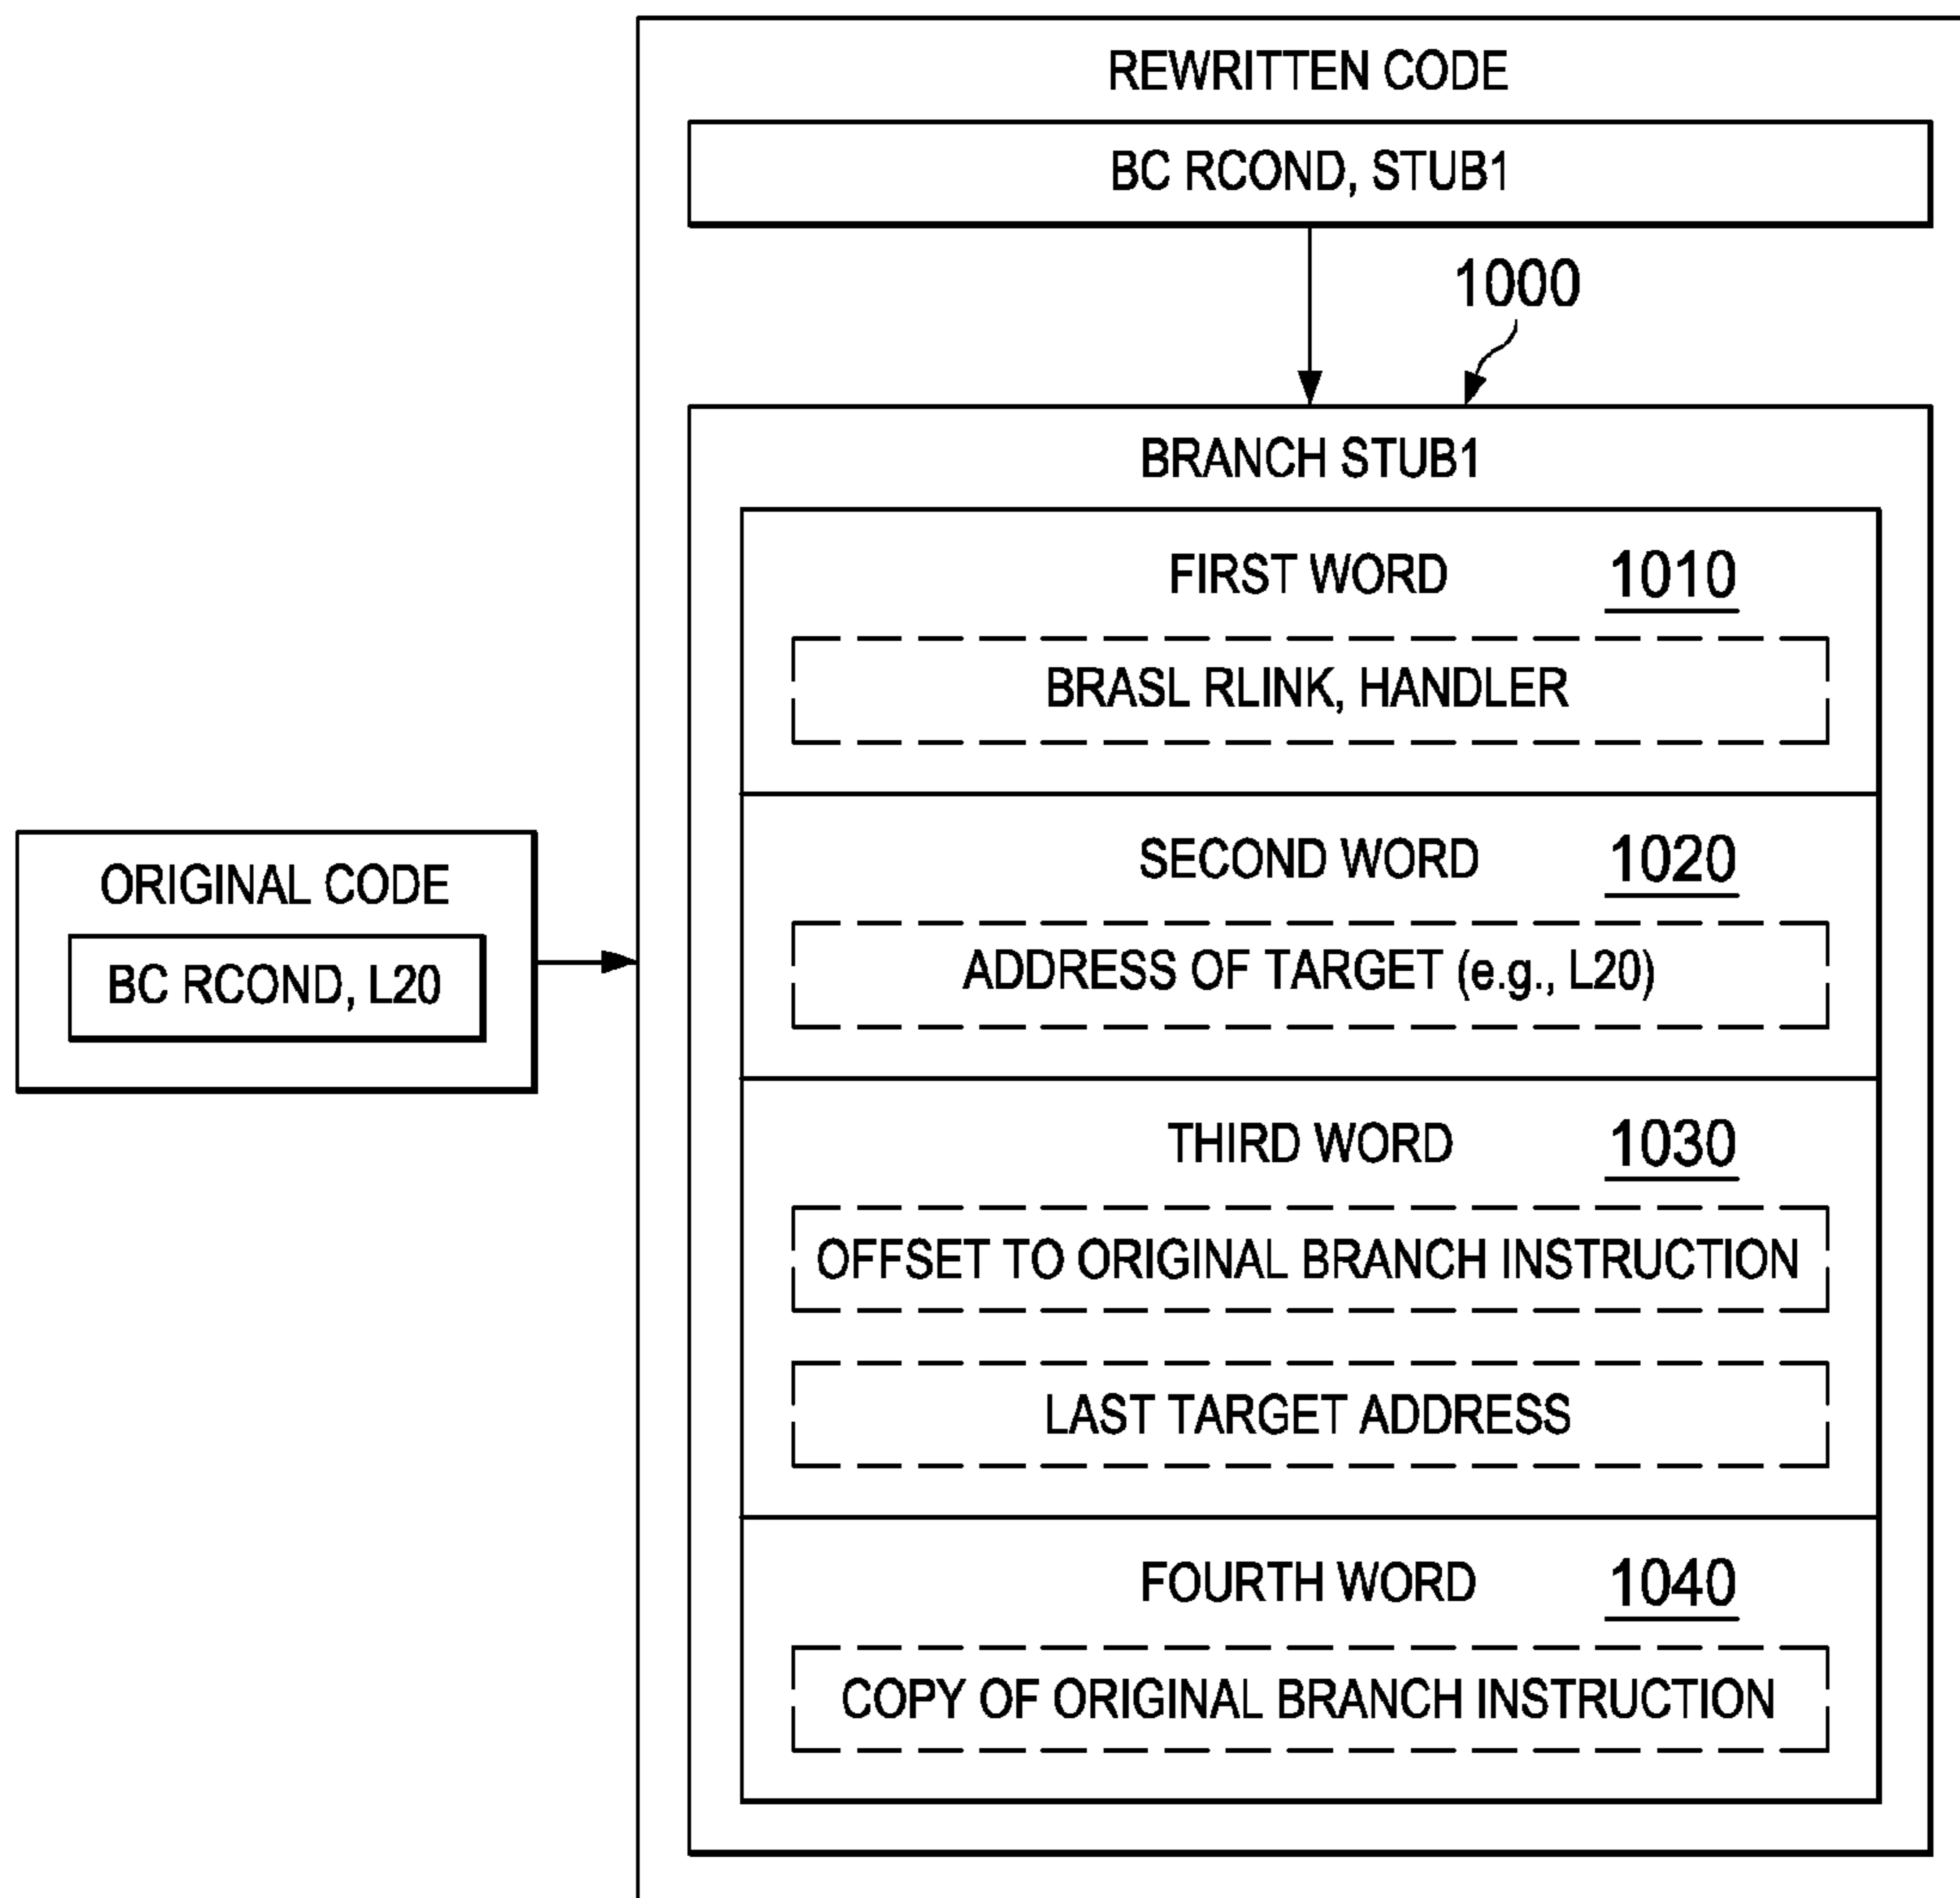 REWRITTEN CODE
BC RCOND, STUB1
1000
BRANCH STUB1
FIRST WORD 1010
BRASL RLINK, HANDLER
SECOND WORD 1020
ADDRESS OF TARGET (e.g., L20)
ORIGINAL CODE
BC RCOND, L20
THIRD WORD 1030
OFFSET TO ORIGINAL BRANCH INSTRUCTION
LAST TARGET ADDRESS
FOURTH WORD 1040
COPY OF ORIGINAL BRANCH INSTRUCTION